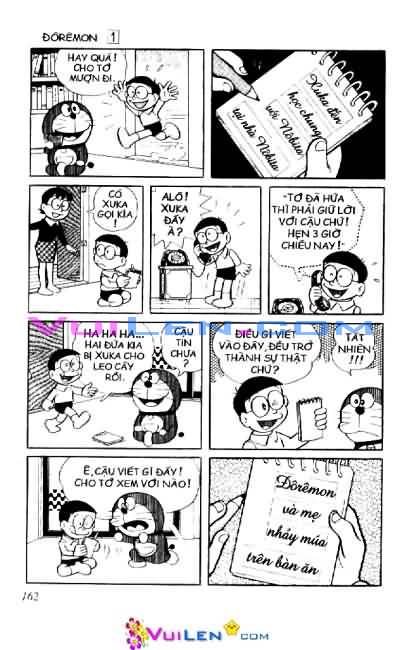 ĐÔRÊMON 1
HAY QUÁ!
CHO TỚ
MƯỢN ĐI.
Xuka đến
học chung
với Nôbita
tại nhà Nôbita
CÓ
XUKA
GỌI KÌA!
ALÔ!
XUKA
ĐẤY
À?
-"TỚ ĐÃ HỨA
THÌ PHẢI GIỮ LỜI
VỚI CẬU CHỨ!
HẸN 3 GIỜ
CHIỀU NAY!"
VUILEN.COM
HA HA HA...
HAI ĐỨA KIA
BỊ XUKA CHO
LEO CÂY
RỒI.
CẬU
TIN
CHƯA?
ĐIỀU GÌ VIẾT
VÀO ĐÂY, ĐỀU TRỞ
THÀNH SỰ THẬT
CHỨ?
TẤT
NHIÊN!
!!
Ê, CẬU VIẾT GÌ ĐẤY!
CHO TỚ XEM VỚI NÀO!
Đôrêmon
và mẹ
nhảy múa
trên bàn ăn
162
VUILEN.COM